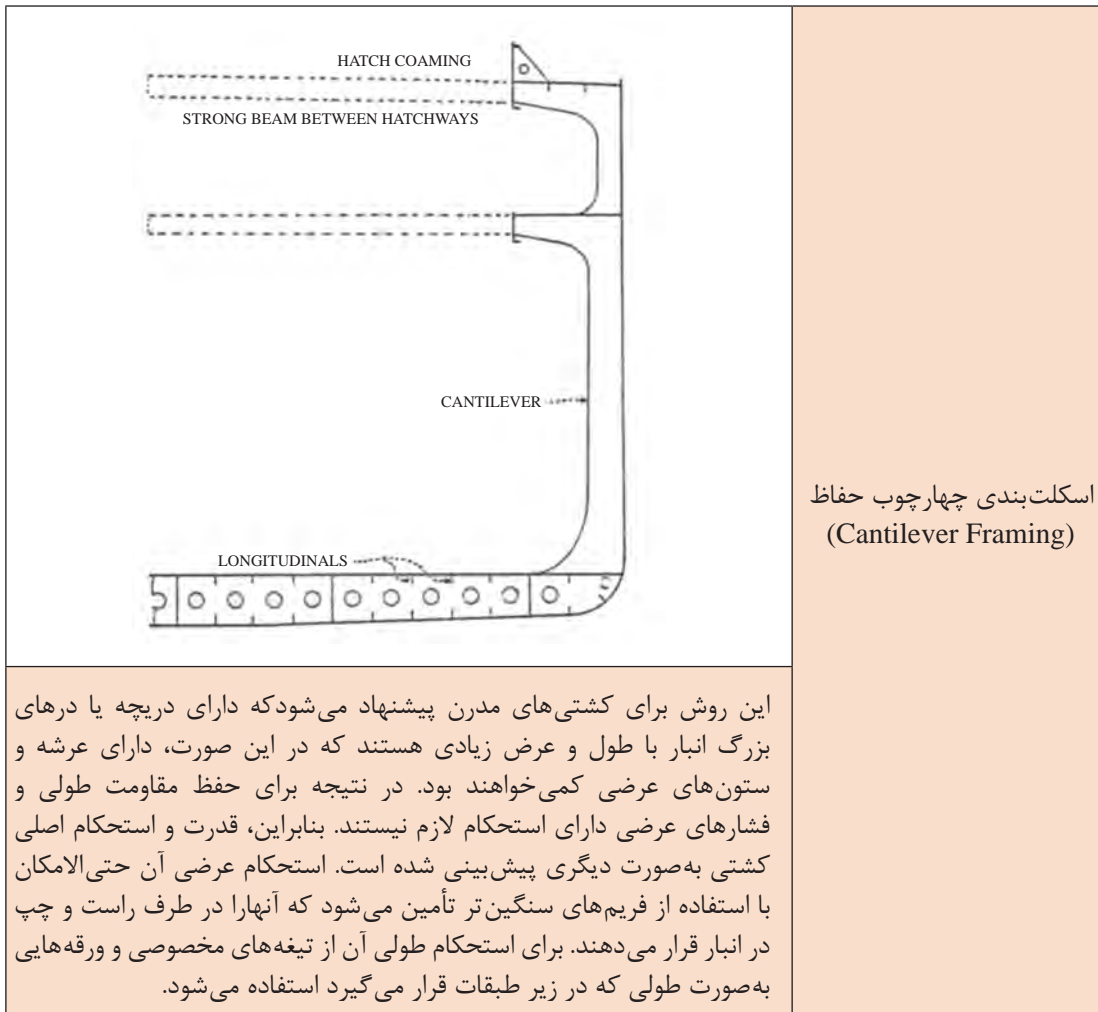 HATCH COAMING
STRONG BEAM BETWEEN HATCHWAYS
CANTILEVER
LONGITUDINALS
اسکلت‌بندی چهارچوب حفاظ
(Cantilever Framing)
این روش برای کشتی‌های مدرن پیشنهاد می‌شودکه دارای دریچه یا درهای
بزرگ انبار با طول و عرض زیادی هستند که در این صورت، دارای عرشه و
ستون‌های عرضی کمی‌خواهند بود. در نتیجه برای حفظ مقاومت طولی و
فشارهای عرضی دارای استحکام لازم نیستند. بنابراین، قدرت و استحکام اصلی
کشتی به‌صورت دیگری پیش‌بینی شده است. استحکام عرضی آن حتی‌الامکان
با استفاده از فریم‌های سنگین‌تر تأمین می‌شود که آنهارا در طرف راست و چپ
در انبار قرار می‌دهند. برای استحکام طولی آن از تیغه‌های مخصوصی و ورقه‌هایی
به‌صورت طولی که در زیر طبقات قرار می‌گیرد استفاده می‌شود.